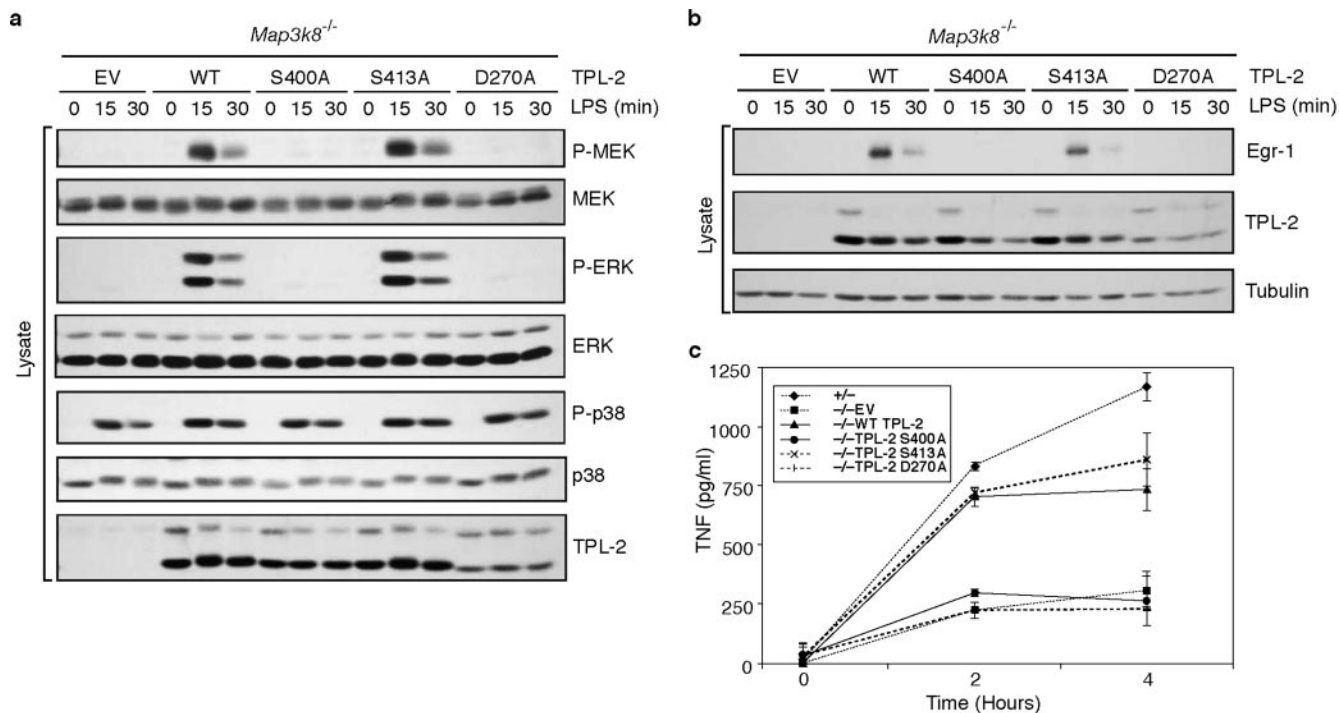 a
Map3k8-/-
EV WT S400A S413A D270A TPL-2
0 15 30 0 15 30 0 15 30 0 15 30 0 15 30 LPS (min)
Lysate
P-MEK
MEK
P-ERK
ERK
P-p38
p38
TPL-2
b
Map3k8-/-
EV WT S400A S413A D270A TPL-2
0 15 30 0 15 30 0 15 30 0 15 30 0 15 30 LPS (min)
Lysate
Egr-1
TPL-2
Tubulin
c
1250
1000
750
500
250
0
TNF (pg/ml)
+/–
–/–EV
–/–WT TPL-2
–/–TPL-2 S400A
–/–TPL-2 S413A
–/–TPL-2 D270A
0 2 4
Time (Hours)